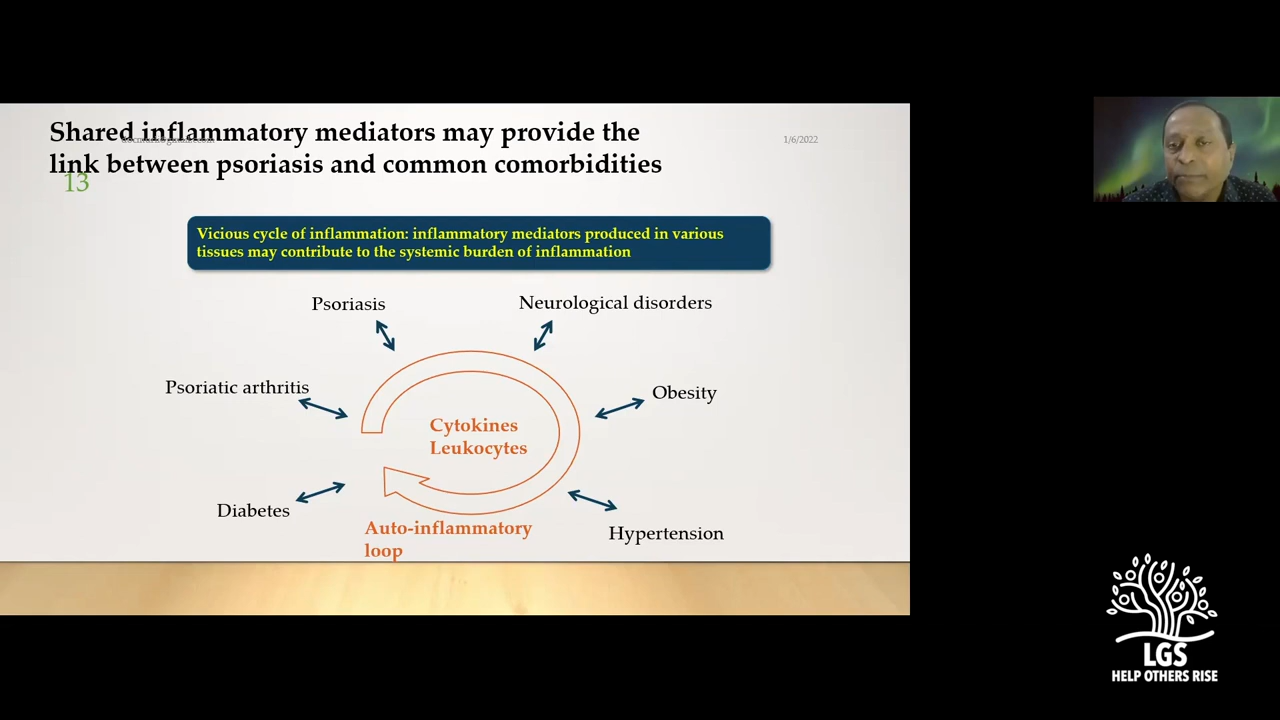 Shared inflammatory mediators may provide the
1/6/2022
link between psoriasis and common comorbidities
13
Vicious cycle of inflammation: inflammatory mediators produced in various
tissues may contribute to the systemic burden of inflammation
Psoriasis
Neurological disorders
Psoriatic arthritis
Obesity
Cytokines
Leukocytes
Diabetes
Hypertension
Auto-inflammatory
loop
LGS
HELP OTHERS RISE